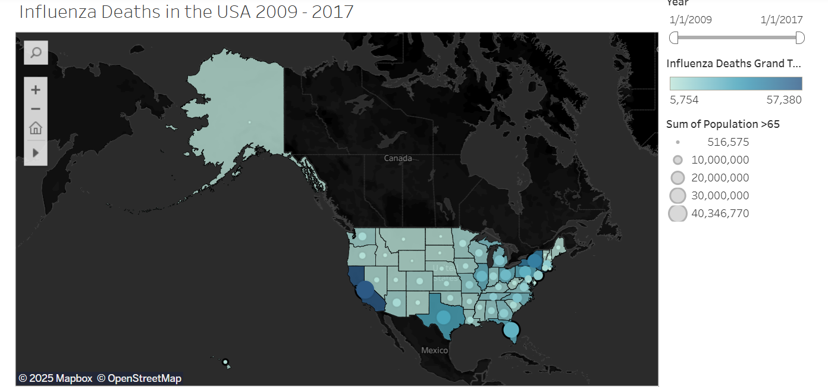 Influenza Deaths in the USA 2009 - 2017
Year
1/1/2009 1/1/2017
Influenza Deaths Grand T...
5,754 57,380
Sum of Population >65
516,575
10,000,000
20,000,000
30,000,000
40,346,770
Canada
Mexico
© 2025 Mapbox © OpenStreetMap